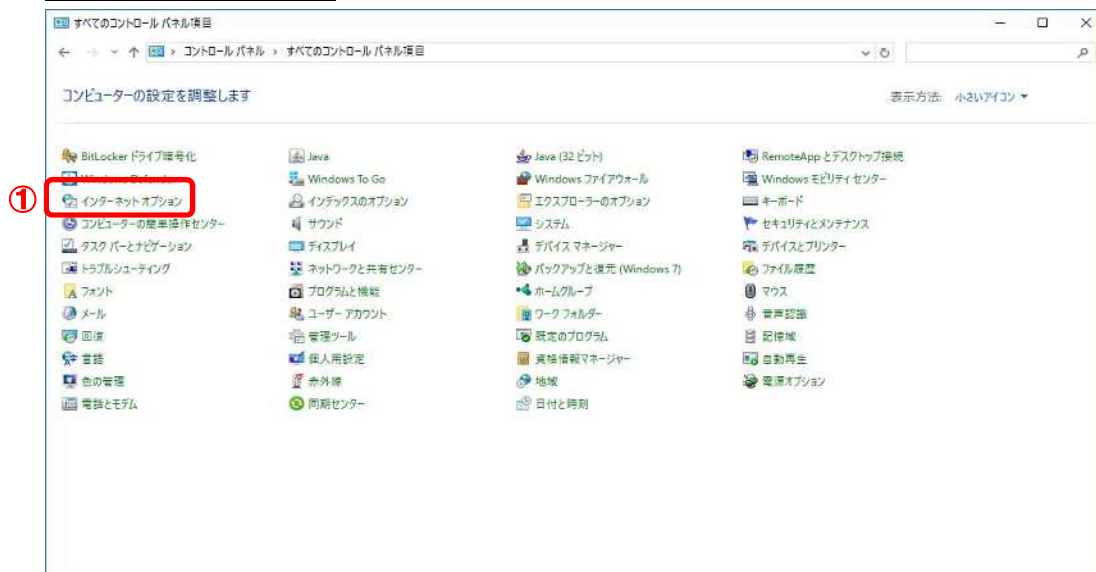 すべてのコントロール パネル項目
コントロール パネル › すべてのコントロール パネル項目
コンピューターの設定を調整します
表示方法: 小さいアイコン
BitLocker ドライブ暗号化 Java Java (32 ビット) RemoteApp とデスクトップ接続
Windows Defender Windows To Go Windows ファイアウォール Windows モビリティ センター
① インターネット オプション インデックスのオプション エクスプローラーのオプション キーボード
コンピューターの簡単操作センター サウンド システム セキュリティとメンテナンス
タスク バーとナビゲーション ディスプレイ デバイス マネージャー デバイスとプリンター
トラブルシューティング ネットワークと共有センター バックアップと復元 (Windows 7) ファイル履歴
フォント プログラムと機能 ホームグループ マウス
メール ユーザー アカウント ワーク フォルダー 音声認識
回復 管理ツール 既定のプログラム 記憶域
言語 個人用設定 資格情報マネージャー 自動再生
色の管理 赤外線 地域 電源オプション
電話とモデム 同期センター 日付と時刻